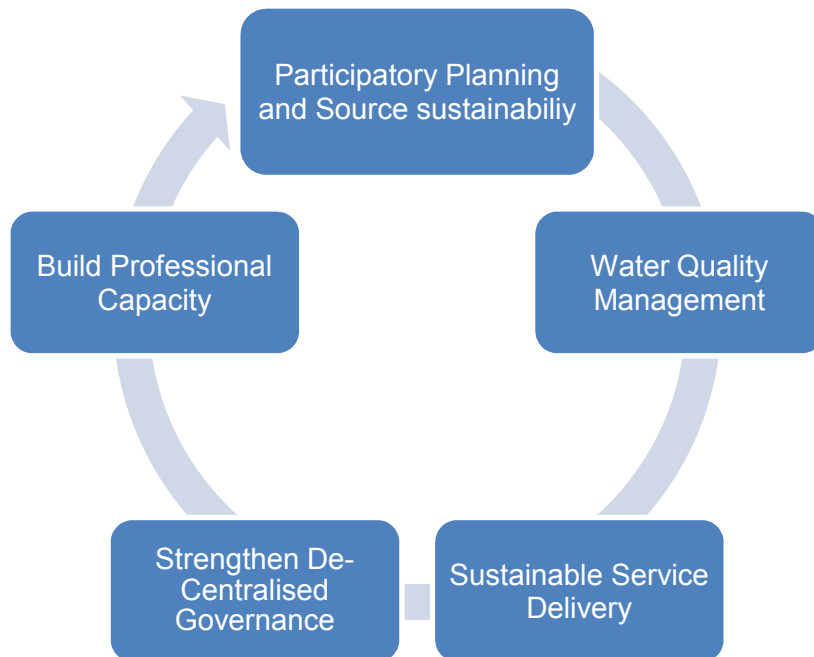 Participatory Planning
and Source sustainabiliy
Water Quality
Management
Sustainable Service
Delivery
Strengthen De-
Centralised
Governance
Build Professional
Capacity